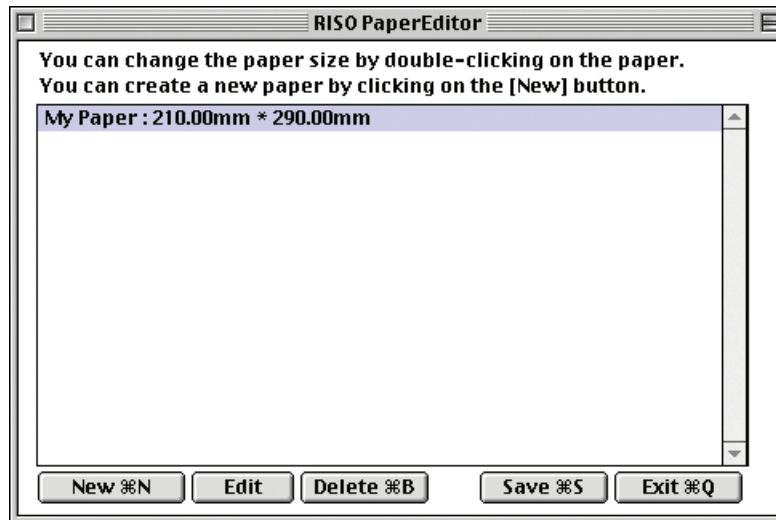 RISO PaperEditor
You can change the paper size by double-clicking on the paper.
You can create a new paper by clicking on the [New] button.
My Paper : 210.00mm * 290.00mm
New ⌘N Edit Delete ⌘B Save ⌘S Exit ⌘Q